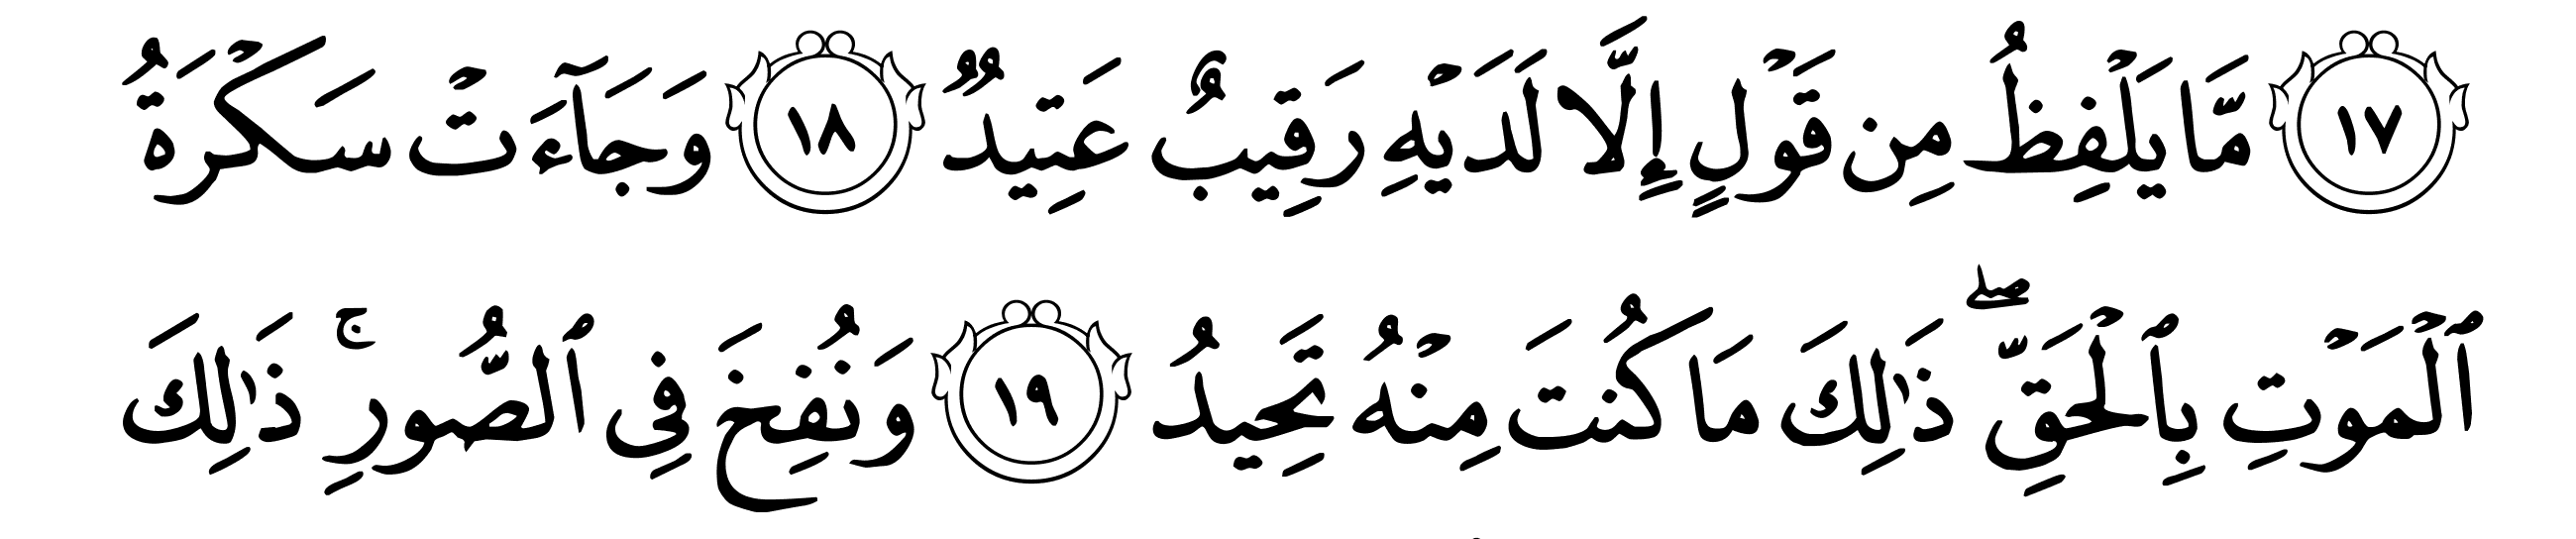 ١٧ مَّا يَلۡفِظُ مِن قَوۡلٍ إِلَّا لَدَيۡهِ رَقِيبٌ عَتِيدٞ ١٨ وَجَآءَتۡ سَكۡرَةُ
ٱلۡمَوۡتِ بِٱلۡحَقِّۖ ذَٰلِكَ مَا كُنتَ مِنۡهُ تَحِيدُ ١٩ وَنُفِخَ فِي ٱلصُّورِۚ ذَٰلِكَ